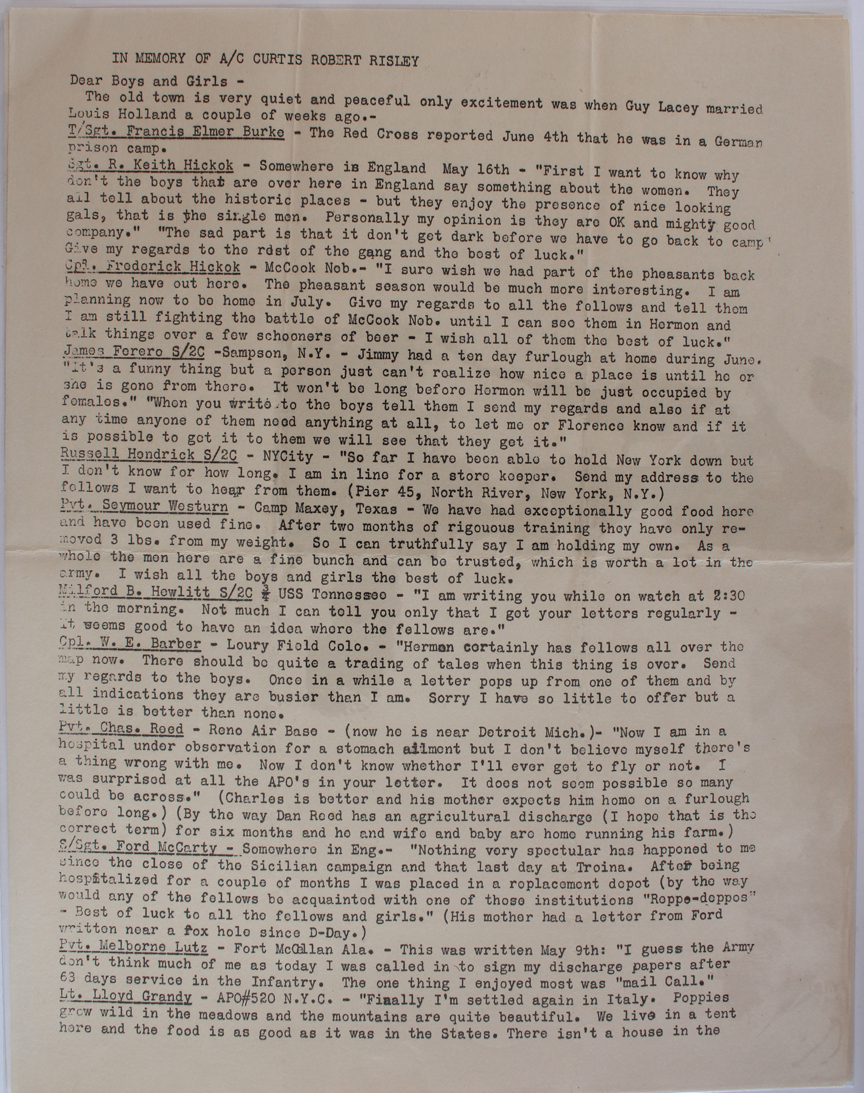 IN MEMORY OF A/C CURTIS ROBERT RISLEY
Dear Boys and Girls -
The old town is very quiet and peaceful only excitement was when Guy Lacey married
Louis Holland a couple of weeks ago.-
T/Sgt. Francis Elmer Burke - The Red Cross reported June 4th that he was in a German
prison camp.
Sgt. R. Keith Hickok - Somewhere in England May 16th - "First I want to know why
don't the boys that are over here in England say something about the women. They
all tell about the historic places - but they enjoy the presence of nice looking
gals, that is the single men. Personally my opinion is they are OK and mighty good
company." "The sad part is that it don't get dark before we have to go back to camp'
Give my regards to the rdst of the gang and the best of luck."
Cpl. Frederick Hickok - McCook Neb.- "I sure wish we had part of the pheasants back
home we have out here. The pheasant season would be much more interesting. I am
planning now to be home in July. Give my regards to all the fellows and tell them
I am still fighting the battle of McCook Neb. until I can see them in Hermon and
talk things over a few schooners of beer - I wish all of them the best of luck."
James Ferero S/2C -Sampson, N.Y. - Jimmy had a ten day furlough at home during June.
"It's a funny thing but a person just can't realize how nice a place is until he or
she is gone from there. It won't be long before Hermon will be just occupied by
females." "When you write to the boys tell them I send my regards and also if at
any time anyone of them need anything at all, to let me or Florence know and if it
is possible to get it to them we will see that they get it."
Russell Hendrick S/2C - NYCity - "So far I have been able to hold New York down but
I don't know for how long. I am in line for a store keeper. Send my address to the
fellows I want to hear from them. (Pier 45, North River, New York, N.Y.)
Pvt. Seymour Westurn - Camp Maxey, Texas - We have had exceptionally good food here
and have been used fine. After two months of rigouous training they have only re-
moved 3 lbs. from my weight. So I can truthfully say I am holding my own. As a
whole the men here are a fine bunch and can be trusted, which is worth a lot in the
army. I wish all the boys and girls the best of luck.
Milford B. Hewlitt S/2C USS Tennessee - "I am writing you while on watch at 2:30
in the morning. Not much I can tell you only that I get your letters regularly -
it seems good to have an idea where the fellows are."
Cpl. W. E. Barber - Loury Field Colo. - "Hermon certainly has fellows all over the
map now. There should be quite a trading of tales when this thing is over. Send
my regards to the boys. Once in a while a letter pops up from one of them and by
all indications they are busier than I am. Sorry I have so little to offer but a
little is better than none.
Pvt. Chas. Reed - Reno Air Base - (now he is near Detroit Mich.)- "Now I am in a
hospital under observation for a stomach ailment but I don't believe myself there's
a thing wrong with me. Now I don't know whether I'll ever get to fly or not. I
was surprised at all the APO's in your letter. It does not seem possible so many
could be across." (Charles is better and his mother expects him home on a furlough
before long.) (By the way Dan Reed has an agricultural discharge (I hope that is the
correct term) for six months and he and wife and baby are home running his farm.)
S/Sgt. Ford McCarty - Somewhere in Eng.- "Nothing very spectular has happened to me
since the close of the Sicilian campaign and that last day at Troina. After being
hospitalized for a couple of months I was placed in a replacement depot (by the way
would any of the fellows be acquainted with one of those institutions "Reppe-deppos"
- Best of luck to all the fellows and girls." (His mother had a letter from Ford
written near a fox hole since D-Day.)
Pvt. Melborne Lutz - Fort McCllan Ala. - This was written May 9th: "I guess the Army
don't think much of me as today I was called in to sign my discharge papers after
63 days service in the Infantry. The one thing I enjoyed most was "mail Call."
Lt. Lloyd Grandy - APO#520 N.Y.C. - "Finally I'm settled again in Italy. Poppies
grow wild in the meadows and the mountains are quite beautiful. We live in a tent
here and the food is as good as it was in the States. There isn't a house in the